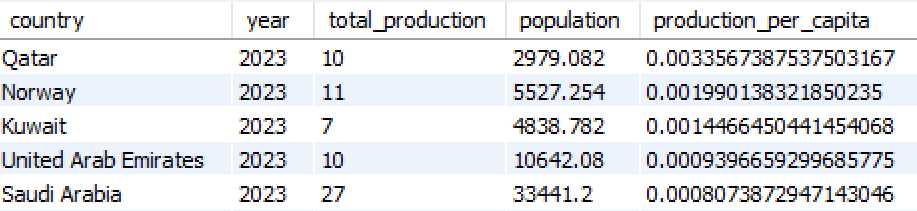 country year total_production population production_per_capita
Qatar 2023 10 2979.082 0.0033567387537503167
Norway 2023 11 5527.254 0.001990138321850235
Kuwait 2023 7 4838.782 0.0014466450441454068
United Arab Emirates 2023 10 10642.08 0.0009396659299685775
Saudi Arabia 2023 27 33441.2 0.0008073872947143046